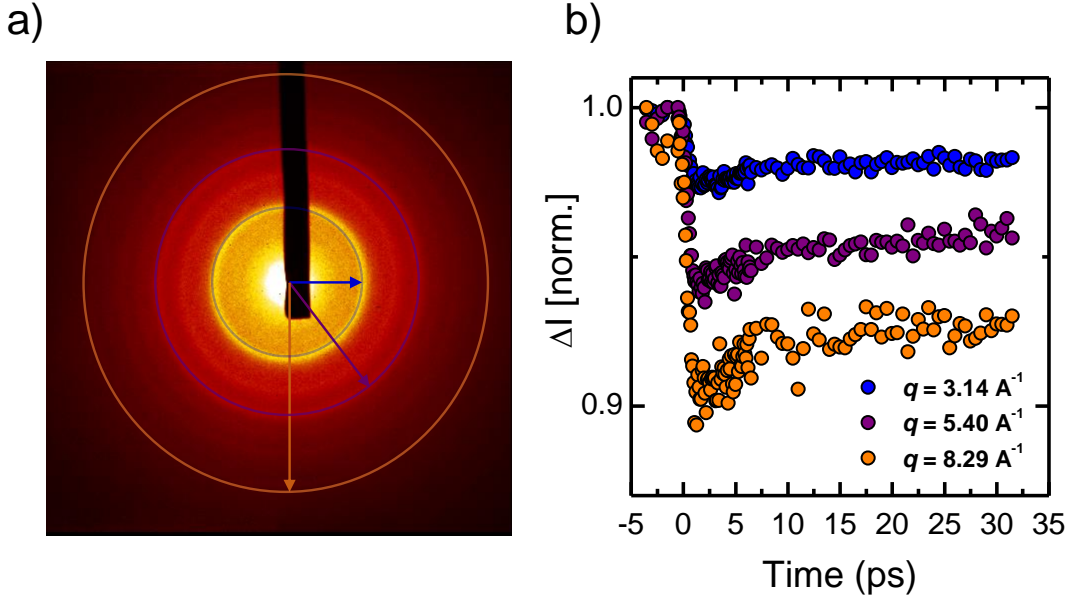 a)
b)
1.0
0.9
ΔI [norm.]
q = 3.14 A⁻¹
q = 5.40 A⁻¹
q = 8.29 A⁻¹
-5 0 5 10 15 20 25 30 35
Time (ps)